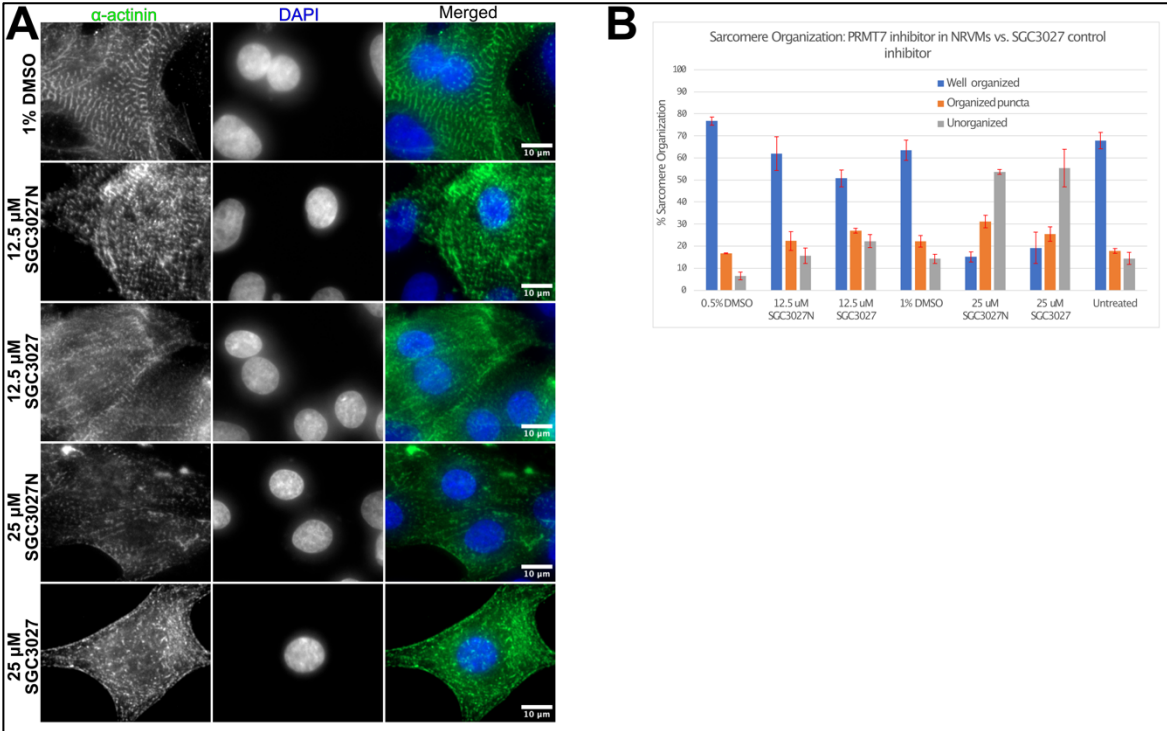 A
α-actinin
DAPI
Merged
1% DMSO
10 µm
12.5 µM
SGC3027N
10 µm
12.5 µM
SGC3027
10 µm
25 µM
SGC3027N
10 µm
25 µM
SGC3027
10 µm
B
Sarcomere Organization: PRMT7 inhibitor in NRVMs vs. SGC3027 control
inhibitor
Well organized
Organized puncta
Unorganized
% Sarcomere Organization
100
90
80
70
60
50
40
30
20
10
0
0.5% DMSO
12.5 uM
SGC3027N
12.5 uM
SGC3027
1% DMSO
25 uM
SGC3027N
25 uM
SGC3027
Untreated